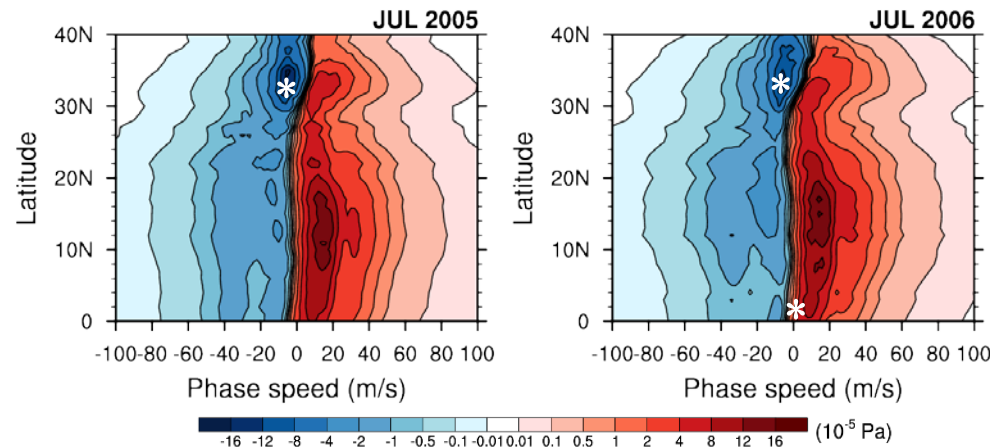 JUL 2005
JUL 2006
40N
30N
20N
10N
0
Latitude
-100 -80 -60 -40 -20 0 20 40 60 80 100
Phase speed (m/s)
40N
30N
20N
10N
0
Latitude
-100 -80 -60 -40 -20 0 20 40 60 80 100
Phase speed (m/s)
-16 -12 -8 -4 -2 -1 -0.5 -0.1 -0.01 0.01 0.1 0.5 1 2 4 8 12 16
(10⁻⁵ Pa)